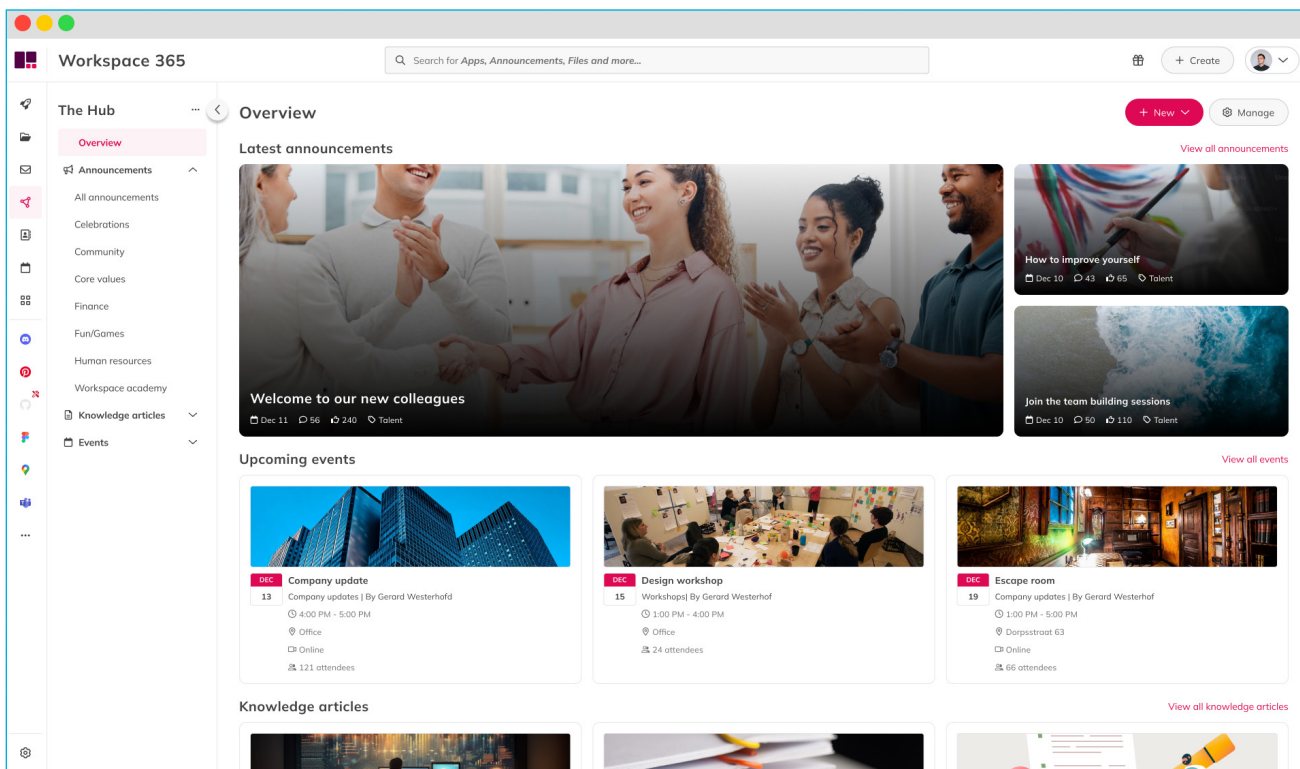 Workspace 365
Search for Apps, Announcements, Files and more...
+ Create
The Hub
...
Overview
Announcements
All announcements
Celebrations
Community
Core values
Finance
Fun/Games
Human resources
Workspace academy
Knowledge articles
Events
Overview
+ New
Manage
Latest announcements
View all announcements
Welcome to our new colleagues
Dec 11 56 240 Talent
How to improve yourself
Dec 10 43 65 Talent
Join the team building sessions
Dec 10 50 110 Talent
Upcoming events
View all events
DEC
13
Company update
Company updates | By Gerard Westerhofd
4:00 PM - 5:00 PM
Office
Online
121 attendees
DEC
15
Design workshop
Workshops| By Gerard Westerhof
1:00 PM - 4:00 PM
Office
24 attendees
DEC
19
Escape room
Company updates | By Gerard Westerhof
1:00 PM - 5:00 PM
Dorpsstraat 63
Online
66 attendees
Knowledge articles
View all knowledge articles